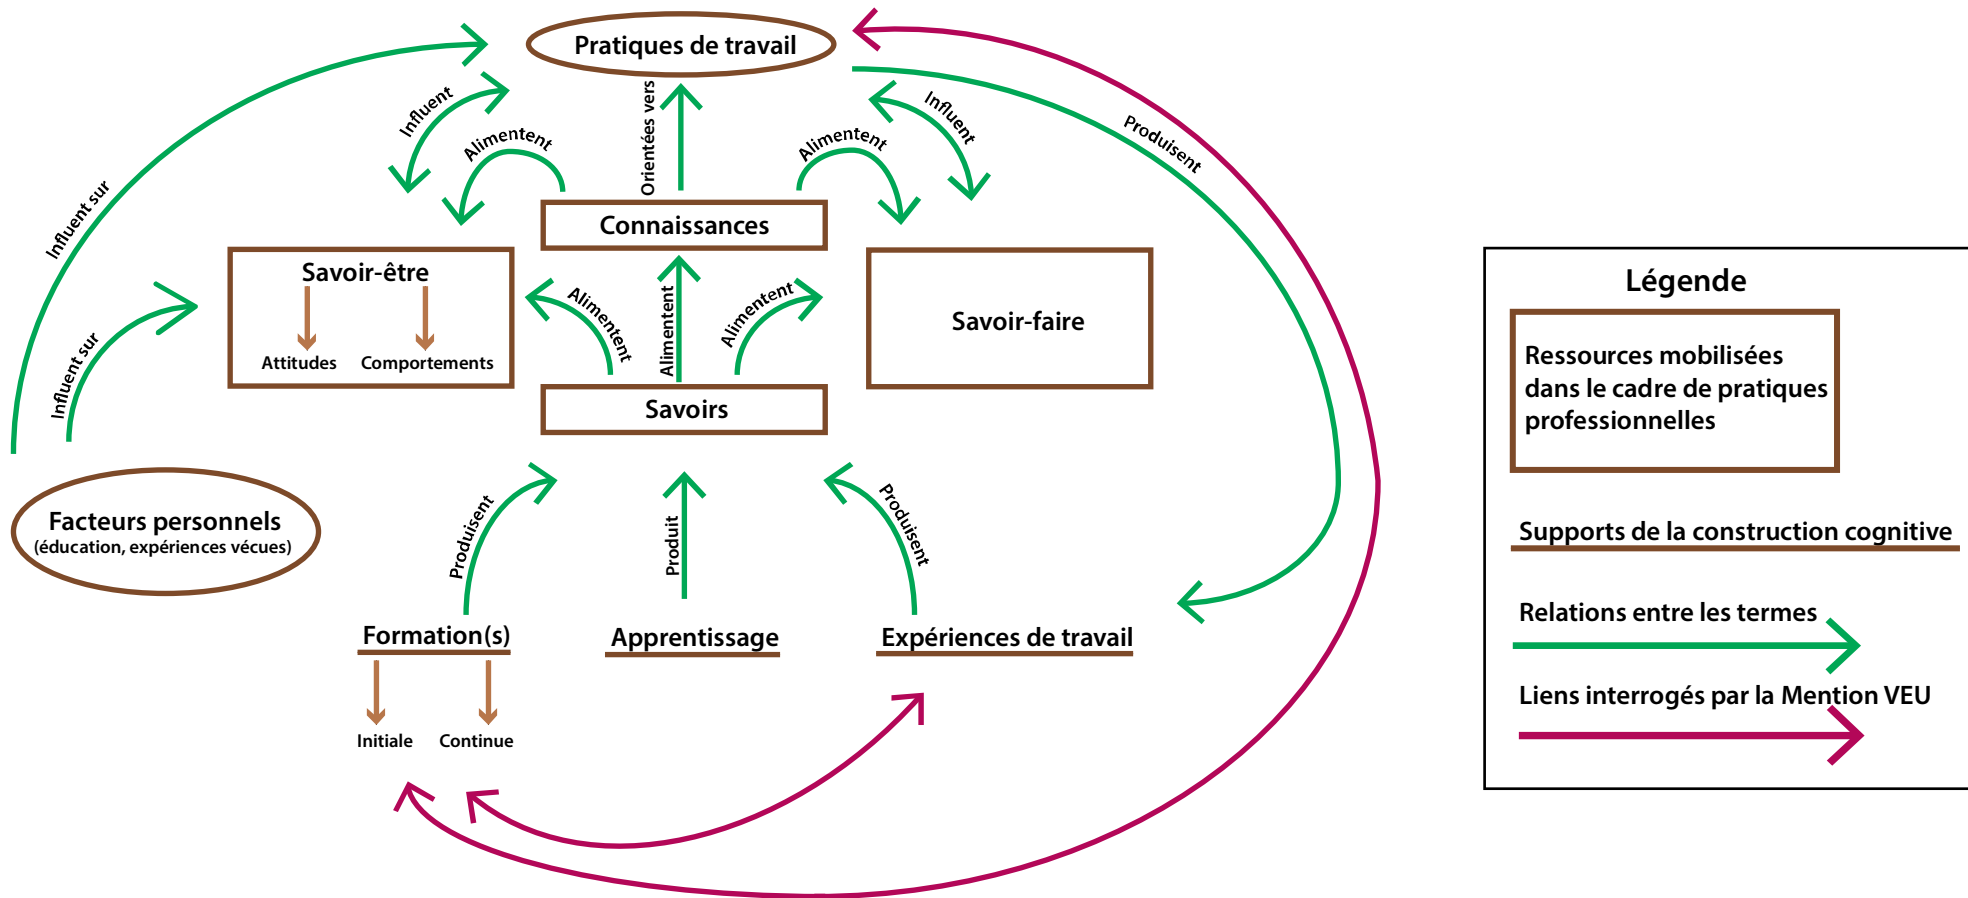 Pratiques de travail
Influent
Alimentent
Orientées vers
Alimentent
Influent
Produisent
Influent sur
Connaissances
Savoir-être
Attitudes
Comportements
Alimentent
Alimentent
Alimentent
Savoir-faire
Influent sur
Savoirs
Facteurs personnels
(éducation, expériences vécues)
Produisent
Produit
Produisent
Formation(s)
Apprentissage
Expériences de travail
Initiale
Continue
Légende
Ressources mobilisées
dans le cadre de pratiques
professionnelles
Supports de la construction cognitive
Relations entre les termes
Liens interrogés par la Mention VEU